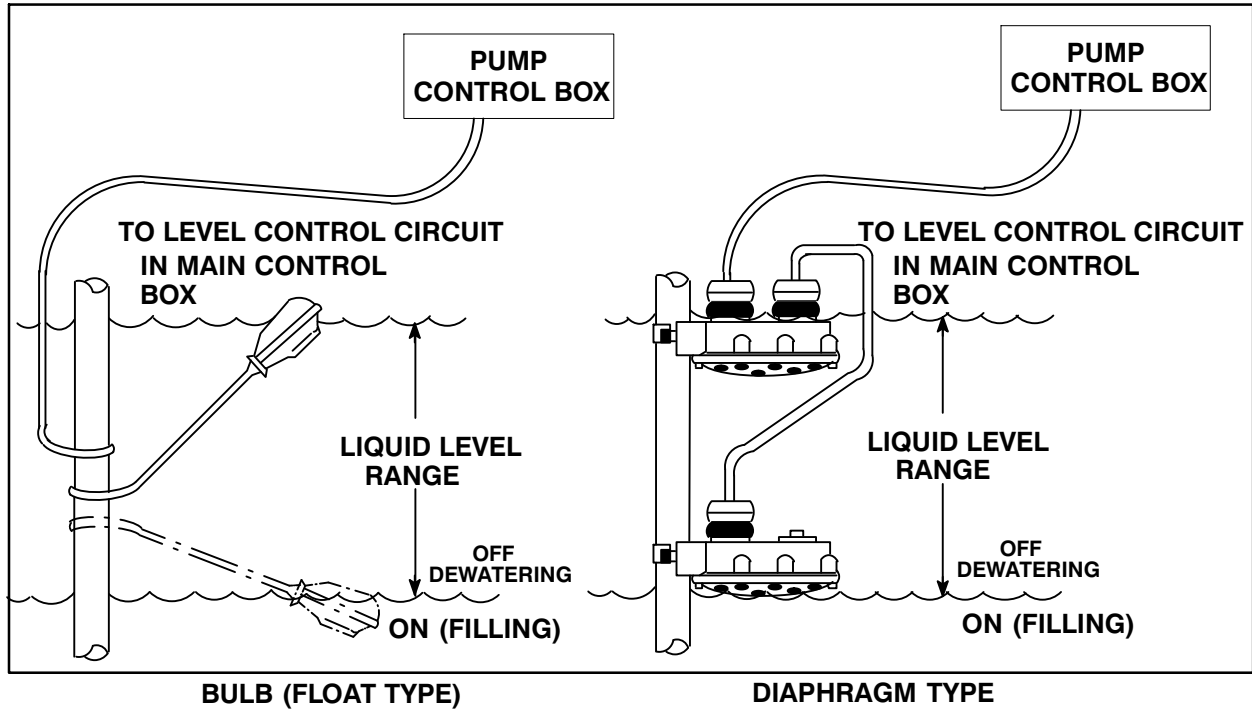 PUMP
CONTROL BOX
TO LEVEL CONTROL CIRCUIT
IN MAIN CONTROL
BOX
LIQUID LEVEL
RANGE
OFF
DEWATERING
ON (FILLING)
BULB (FLOAT TYPE)
PUMP
CONTROL BOX
TO LEVEL CONTROL CIRCUIT
IN MAIN CONTROL
BOX
LIQUID LEVEL
RANGE
OFF
DEWATERING
ON (FILLING)
DIAPHRAGM TYPE